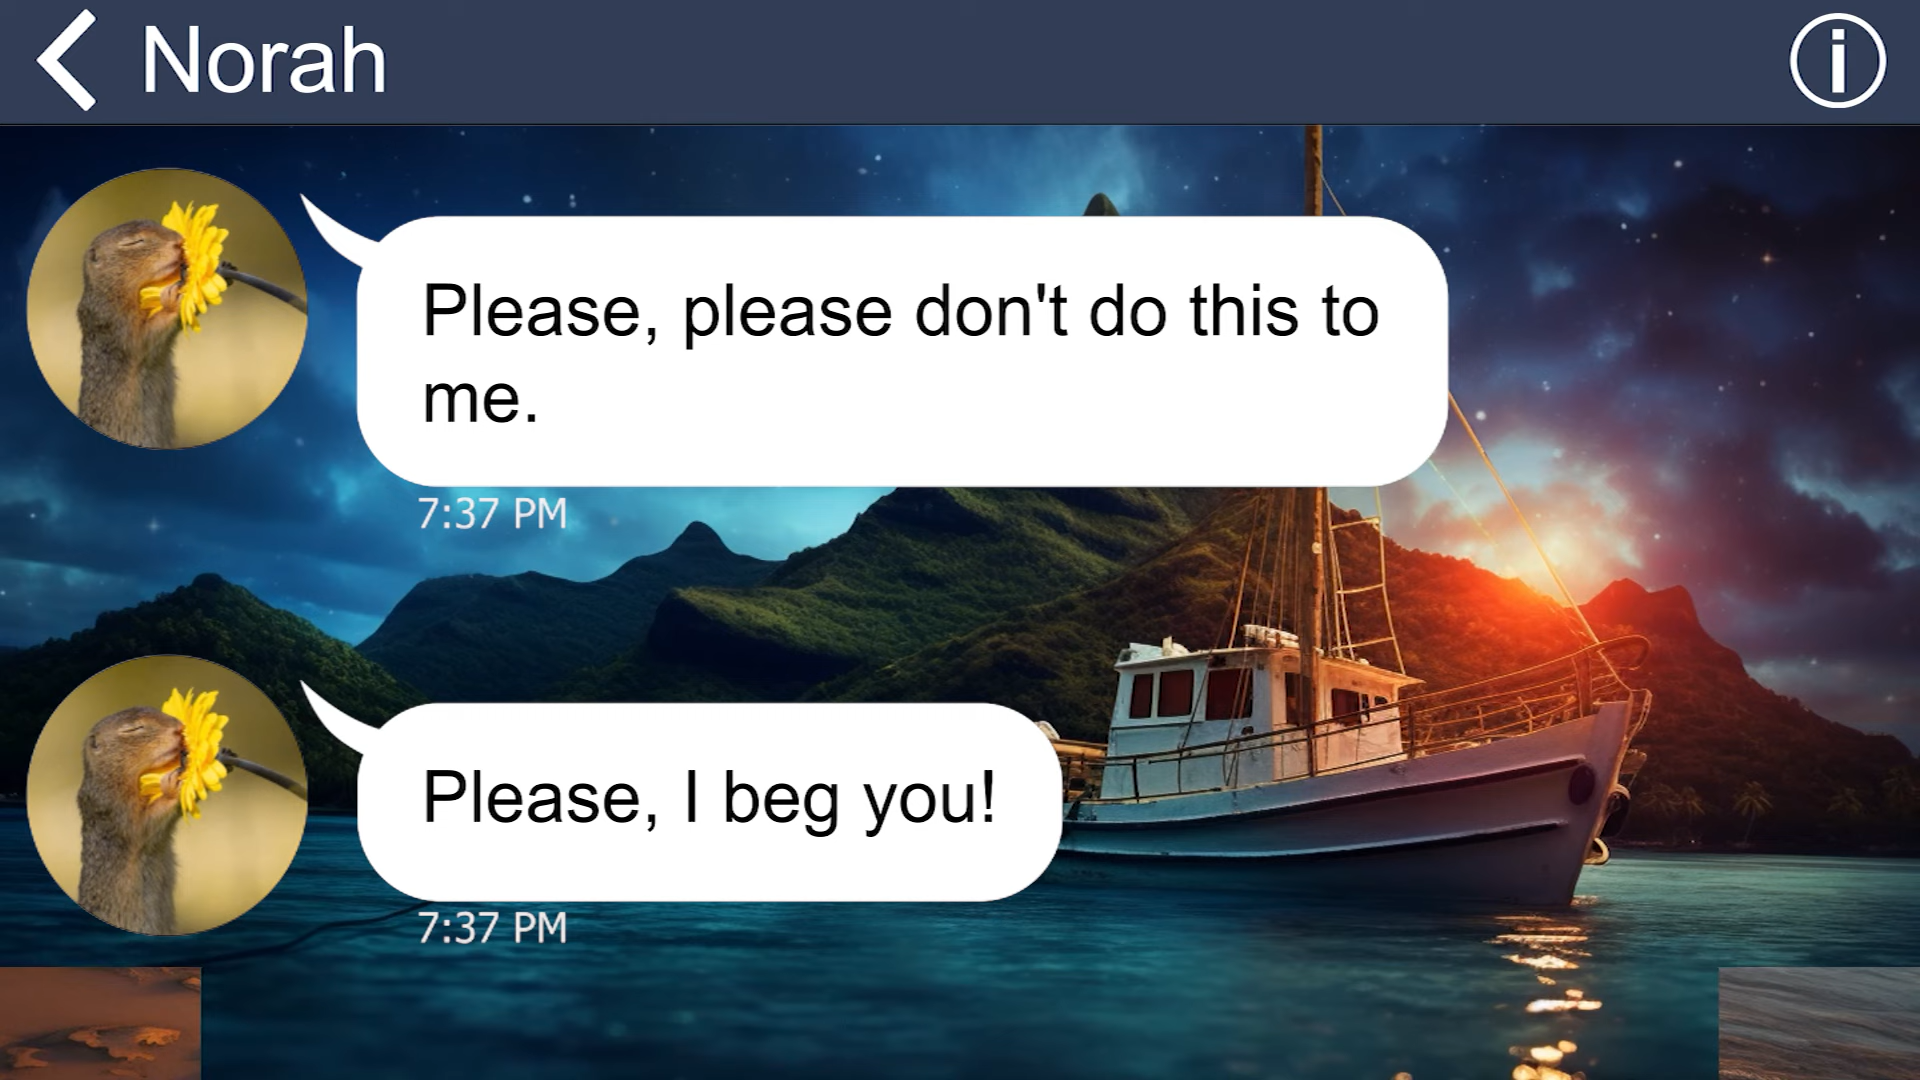 Norah
Please, please don't do this to
me.
7:37 PM
Please, I beg you!
7:37 PM